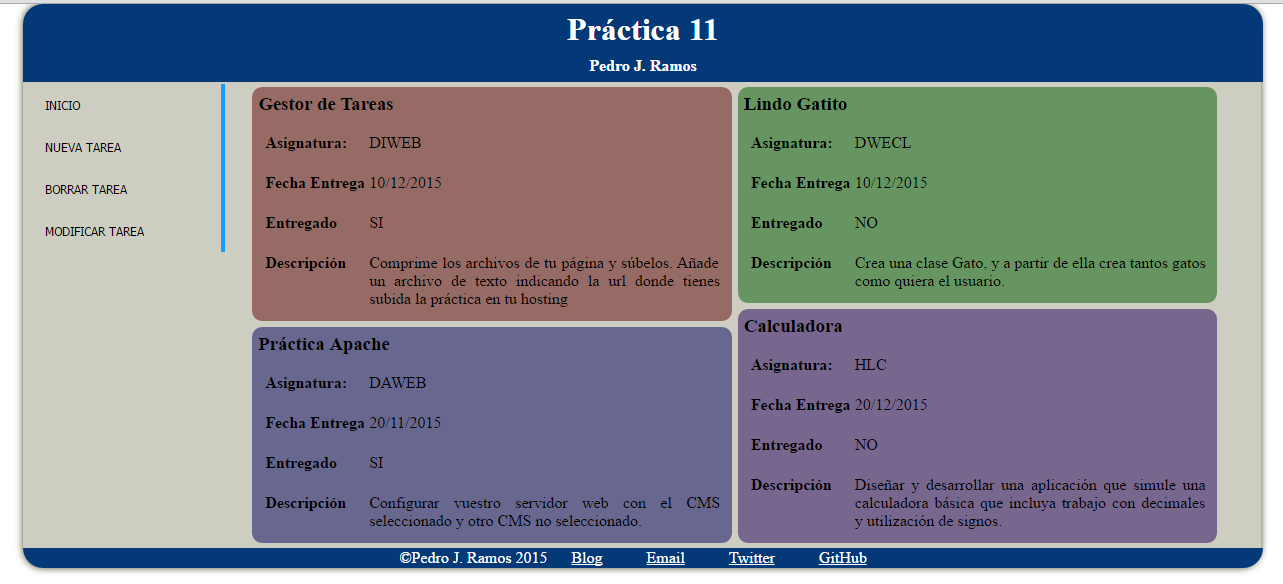 Práctica 11
Pedro J. Ramos
INICIO
NUEVA TAREA
BORRAR TAREA
MODIFICAR TAREA
Gestor de Tareas
Asignatura: DIWEB
Fecha Entrega 10/12/2015
Entregado SI
Descripción Comprime los archivos de tu página y súbelos. Añade
un archivo de texto indicando la url donde tienes
subida la práctica en tu hosting
Práctica Apache
Asignatura: DAWEB
Fecha Entrega 20/11/2015
Entregado SI
Descripción Configurar vuestro servidor web con el CMS
seleccionado y otro CMS no seleccionado.
Lindo Gatito
Asignatura: DWECL
Fecha Entrega 10/12/2015
Entregado NO
Descripción Crea una clase Gato, y a partir de ella crea tantos gatos
como quiera el usuario.
Calculadora
Asignatura: HLC
Fecha Entrega 20/12/2015
Entregado NO
Descripción Diseñar y desarrollar una aplicación que simule una
calculadora básica que incluya trabajo con decimales
y utilización de signos.
©Pedro J. Ramos 2015 Blog Email Twitter GitHub